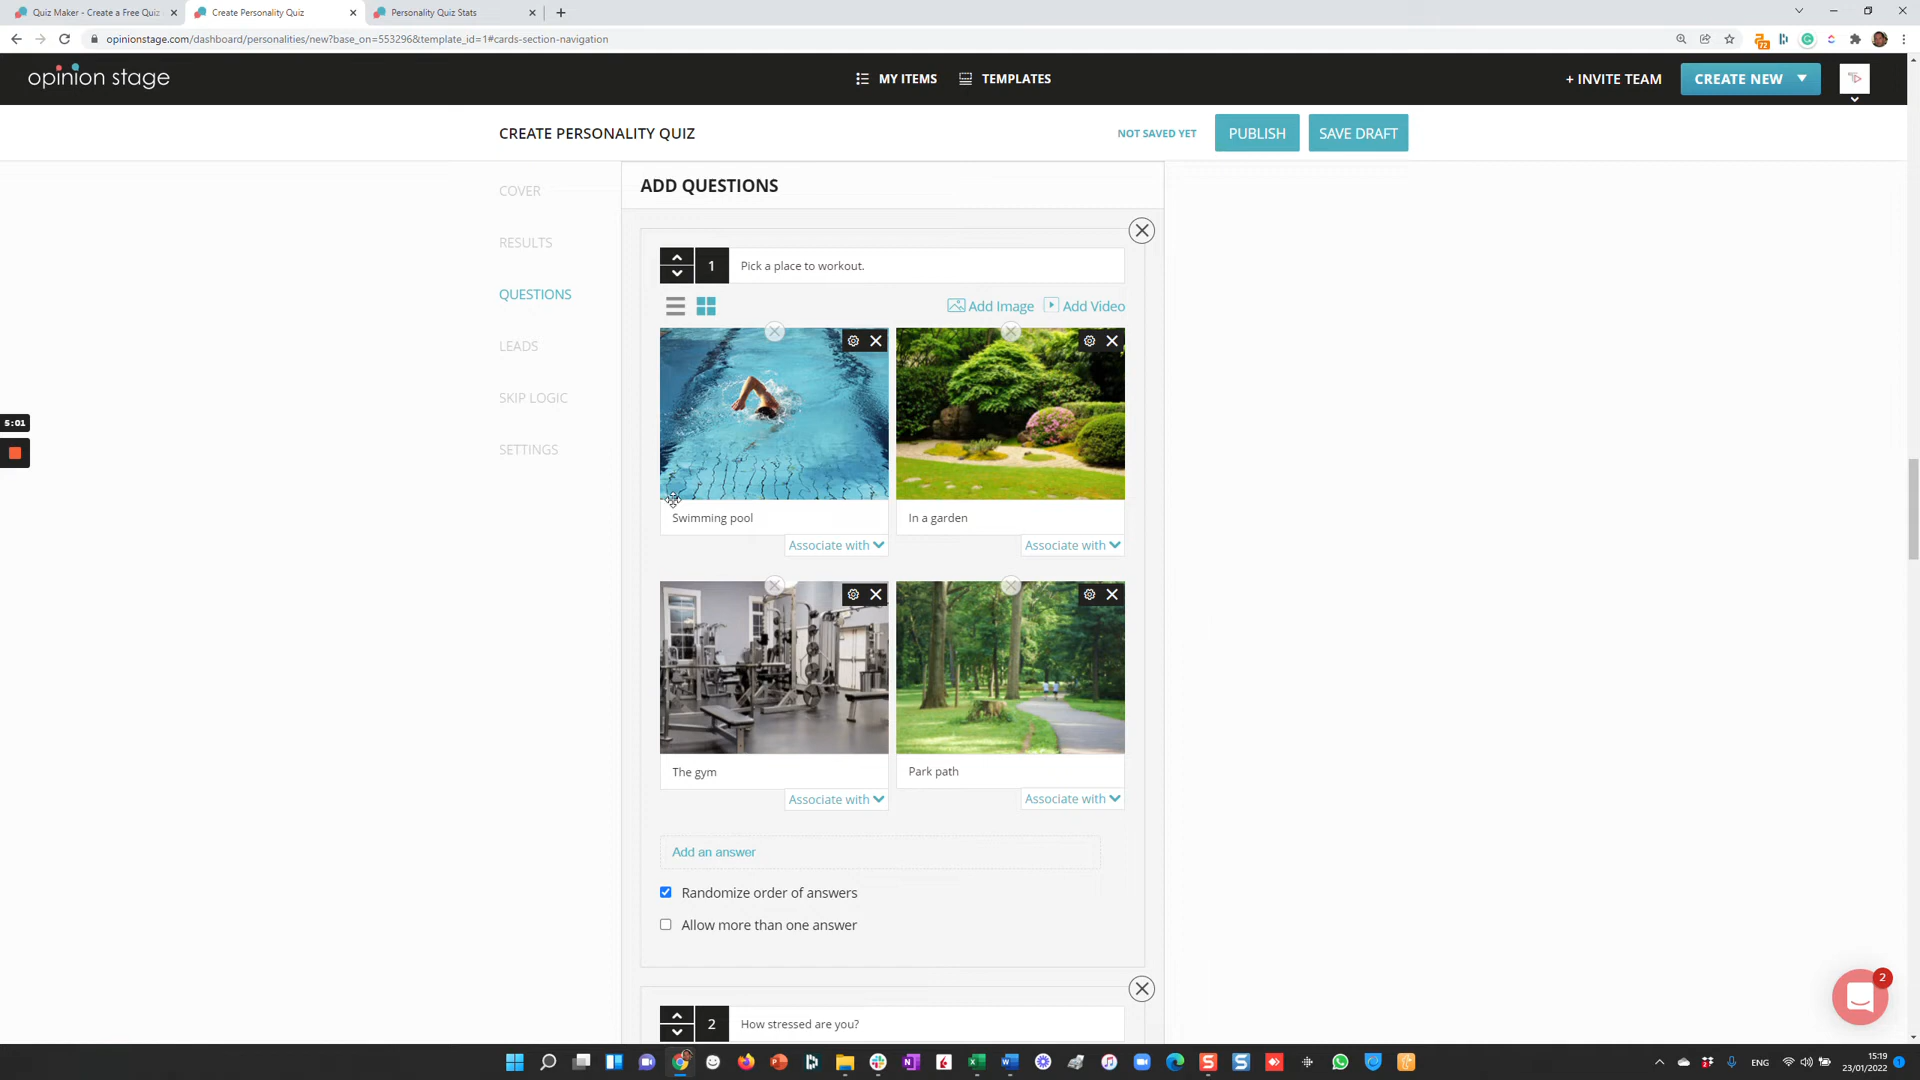 Quiz Maker - Create a Free Quiz
Create Personality Quiz
Personality Quiz Stats
opinionstage.com/dashboard/personalities/new?base_on=553296&template_id=1#cards-section-navigation
opinion stage
MY ITEMS
TEMPLATES
+ INVITE TEAM
CREATE NEW
CREATE PERSONALITY QUIZ
NOT SAVED YET
PUBLISH
SAVE DRAFT
COVER
RESULTS
QUESTIONS
LEADS
SKIP LOGIC
SETTINGS
5:01
ADD QUESTIONS
1
Pick a place to workout.
Add Image
Add Video
Swimming pool
In a garden
Associate with
Associate with
The gym
Park path
Associate with
Associate with
Add an answer
Randomize order of answers
Allow more than one answer
2
How stressed are you?
2
ENG
15:19
23/01/2022